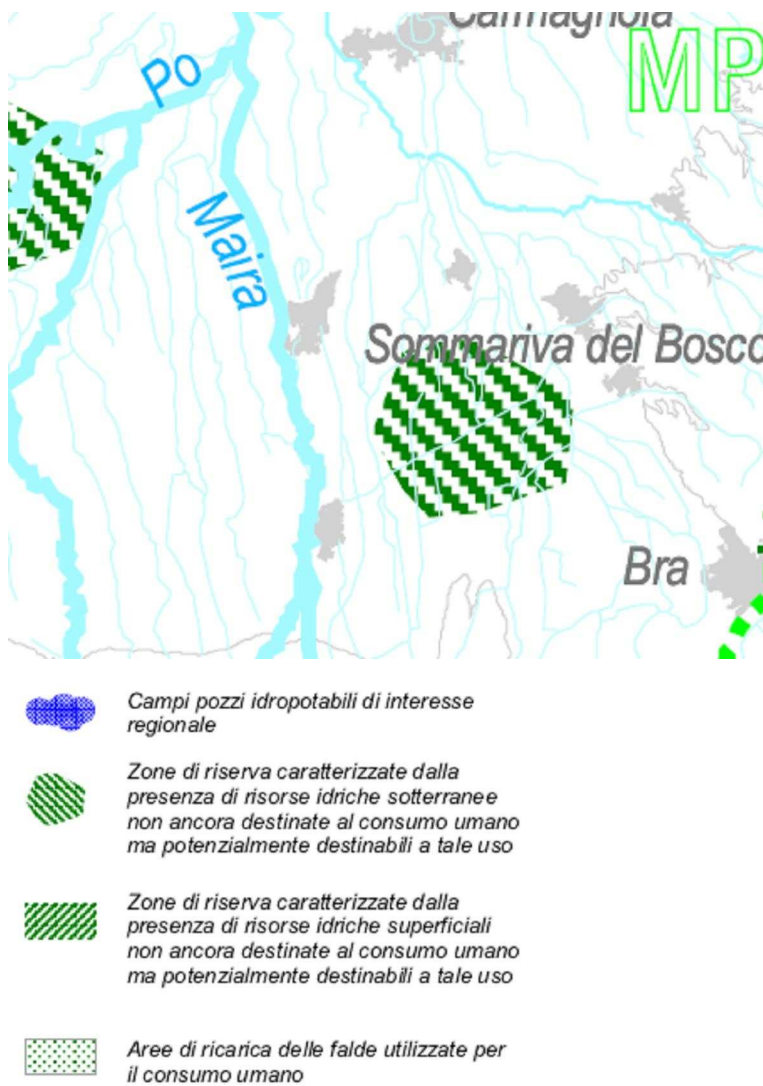 Carmagnola
MP
Po
Maira
Sommariva del Bosco
Bra
Campi pozzi idropotabili di interesse
regionale
Zone di riserva caratterizzate dalla
presenza di risorse idriche sotterranee
non ancora destinate al consumo umano
ma potenzialmente destinabili a tale uso
Zone di riserva caratterizzate dalla
presenza di risorse idriche superficiali
non ancora destinate al consumo umano
ma potenzialmente destinabili a tale uso
Aree di ricarica delle falde utilizzate per
il consumo umano